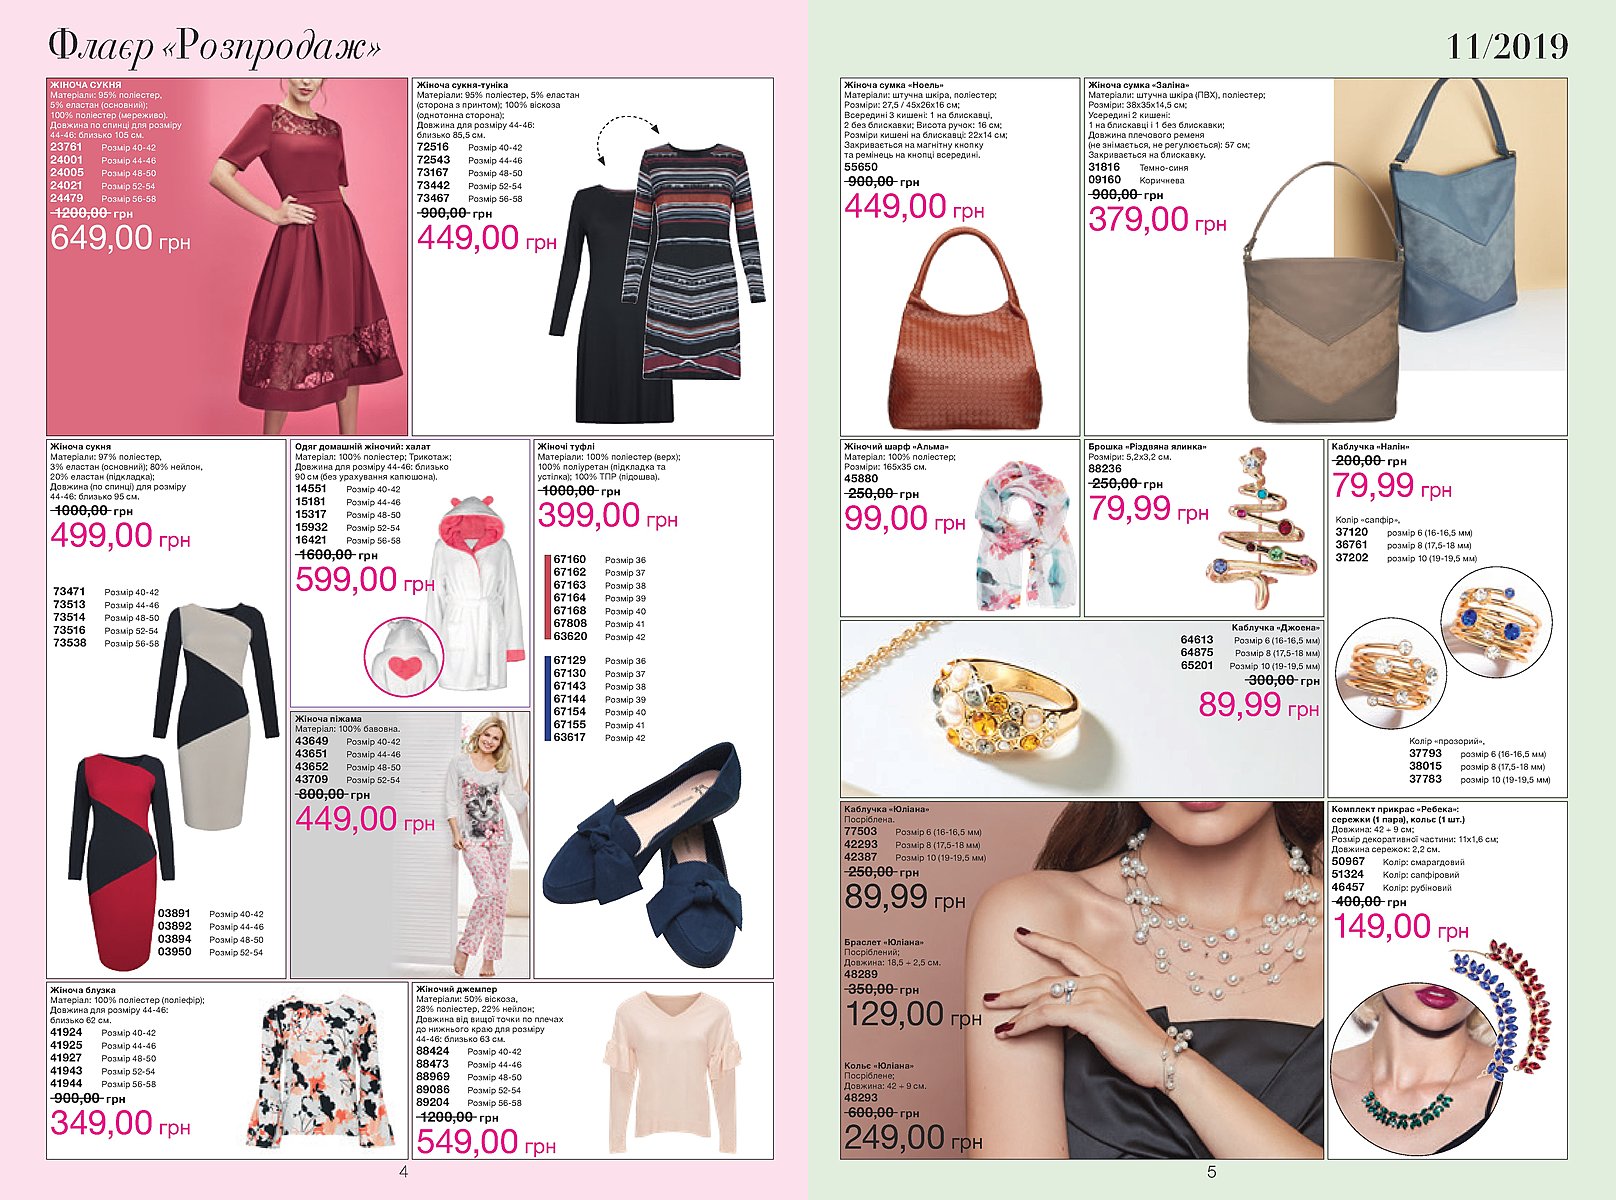 Флаєр «Розпродаж»
11/2019
ЖІНОЧА СУКНЯ
Матеріали: 95% поліестер,
5% еластан (основний);
100% поліестер (мереживо).
Довжина по спинці для розміру
44-46: близько 105 см.
23761 Розмір 40-42
24001 Розмір 44-46
24005 Розмір 48-50
24021 Розмір 52-54
24479 Розмір 56-58
1200,00 грн
649,00 грн
Жіноча сукня-туніка
Матеріали: 95% поліестер, 5% еластан
(сторона з принтом); 100% віскоза
(однотонна сторона);
Довжина для розміру 44-46:
близько 85,5 см.
72516 Розмір 40-42
72543 Розмір 44-46
73167 Розмір 48-50
73442 Розмір 52-54
73467 Розмір 56-58
900,00 грн
449,00 грн
Жіноча сукня
Матеріали: 97% поліестер,
3% еластан (основний); 80% нейлон,
20% еластан (підкладка);
Довжина (по спинці) для розміру
44-46: близько 95 см.
1000,00 грн
499,00 грн
73471 Розмір 40-42
73513 Розмір 44-46
73514 Розмір 48-50
73516 Розмір 52-54
73538 Розмір 56-58
03891 Розмір 40-42
03892 Розмір 44-46
03894 Розмір 48-50
03950 Розмір 52-54
Одяг домашній жіночий: халат
Матеріал: 100% поліестер; Трикотаж;
Довжина для розміру 44-46: близько
90 см (без урахування капюшона).
14551 Розмір 40-42
15181 Розмір 44-46
15317 Розмір 48-50
15932 Розмір 52-54
16421 Розмір 56-58
1600,00 грн
599,00 грн
Жіноча піжама
Матеріал: 100% бавовна.
43649 Розмір 40-42
43651 Розмір 44-46
43652 Розмір 48-50
43709 Розмір 52-54
800,00 грн
449,00 грн
Жіночі туфлі
Матеріали: 100% поліестер (верх);
100% поліуретан (підкладка та
устілка); 100% ТПР (підошва).
1000,00 грн
399,00 грн
67160 Розмір 36
67162 Розмір 37
67163 Розмір 38
67164 Розмір 39
67168 Розмір 40
67808 Розмір 41
63620 Розмір 42
67129 Розмір 36
67130 Розмір 37
67143 Розмір 38
67144 Розмір 39
67154 Розмір 40
67155 Розмір 41
63617 Розмір 42
Жіноча блузка
Матеріал: 100% поліестер (поліефір);
Довжина для розміру 44-46:
близько 62 см.
41924 Розмір 40-42
41925 Розмір 44-46
41927 Розмір 48-50
41943 Розмір 52-54
41944 Розмір 56-58
900,00 грн
349,00 грн
Жіночий джемпер
Матеріали: 50% віскоза,
28% поліестер, 22% нейлон;
Довжина від вищої точки по плечах
до нижнього краю для розміру
44-46: близько 63 см.
88424 Розмір 40-42
88473 Розмір 44-46
88969 Розмір 48-50
89086 Розмір 52-54
89204 Розмір 56-58
1200,00 грн
549,00 грн
4
Жіноча сумка «Ноель»
Матеріали: штучна шкіра, поліестер;
Розміри: 27,5 / 45х26х16 см;
Всередині 3 кишені: 1 на блискавці,
2 без блискавки; Висота ручок: 16 см;
Розміри кишені на блискавці: 22х14 см;
Закривається на магнітну кнопку
та ремінець на кнопці всередині.
55650
900,00 грн
449,00 грн
Жіноча сумка «Заліна»
Матеріали: штучна шкіра (ПВХ), поліестер;
Розміри: 38х35х14,5 см;
Усередині 2 кишені:
1 на блискавці і 1 без блискавки;
Довжина плечового ременя
(не знімається, не регулюється): 57 см;
Закривається на блискавку.
31816 Темно-синя
09160 Коричнева
900,00 грн
379,00 грн
Жіночий шарф «Альма»
Матеріал: 100% поліестер;
Розміри: 165х35 см.
45880
250,00 грн
99,00 грн
Брошка «Різдвяна ялинка»
Розміри: 5,2х3,2 см.
88236
250,00 грн
79,99 грн
Каблучка «Налін»
200,00 грн
79,99 грн
Колір «сапфір»,
37120 розмір 6 (16-16,5 мм)
36761 розмір 8 (17,5-18 мм)
37202 розмір 10 (19-19,5 мм)
Колір «прозорий»,
37793 розмір 6 (16-16,5 мм)
38015 розмір 8 (17,5-18 мм)
37783 розмір 10 (19-19,5 мм)
Каблучка «Джоена»
64613 Розмір 6 (16-16,5 мм)
64875 Розмір 8 (17,5-18 мм)
65201 Розмір 10 (19-19,5 мм)
300,00 грн
89,99 грн
Каблучка «Юліана»
Посріблена.
77503 Розмір 6 (16-16,5 мм)
42293 Розмір 8 (17,5-18 мм)
42387 Розмір 10 (19-19,5 мм)
250,00 грн
89,99 грн
Браслет «Юліана»
Посріблений;
Довжина: 18,5 + 2,5 см.
48289
350,00 грн
129,00 грн
Кольє «Юліана»
Посріблене;
Довжина: 42 + 9 см.
48293
600,00 грн
249,00 грн
Комплект прикрас «Ребека»:
сережки (1 пара), кольє (1 шт.)
Довжина: 42 + 9 см;
Розмір декоративної частини: 11х1,6 см;
Довжина сережок: 2,2 см.
50967 Колір: смарагдовий
51324 Колір: сапфіровий
46457 Колір: рубіновий
400,00 грн
149,00 грн
5